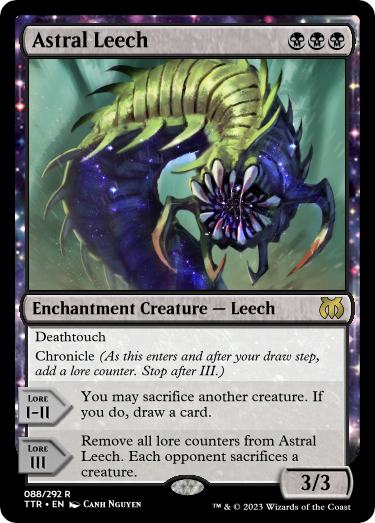 Astral Leech
Enchantment Creature — Leech
Deathtouch
Chronicle (As this enters and after your draw step,
add a lore counter. Stop after III.)
LORE
I-II
You may sacrifice another creature. If
you do, draw a card.
LORE
III
Remove all lore counters from Astral
Leech. Each opponent sacrifices a
creature.
3/3
088/292 R
TTR • EN Canh Nguyen
™ & © 2023 Wizards of the Coast